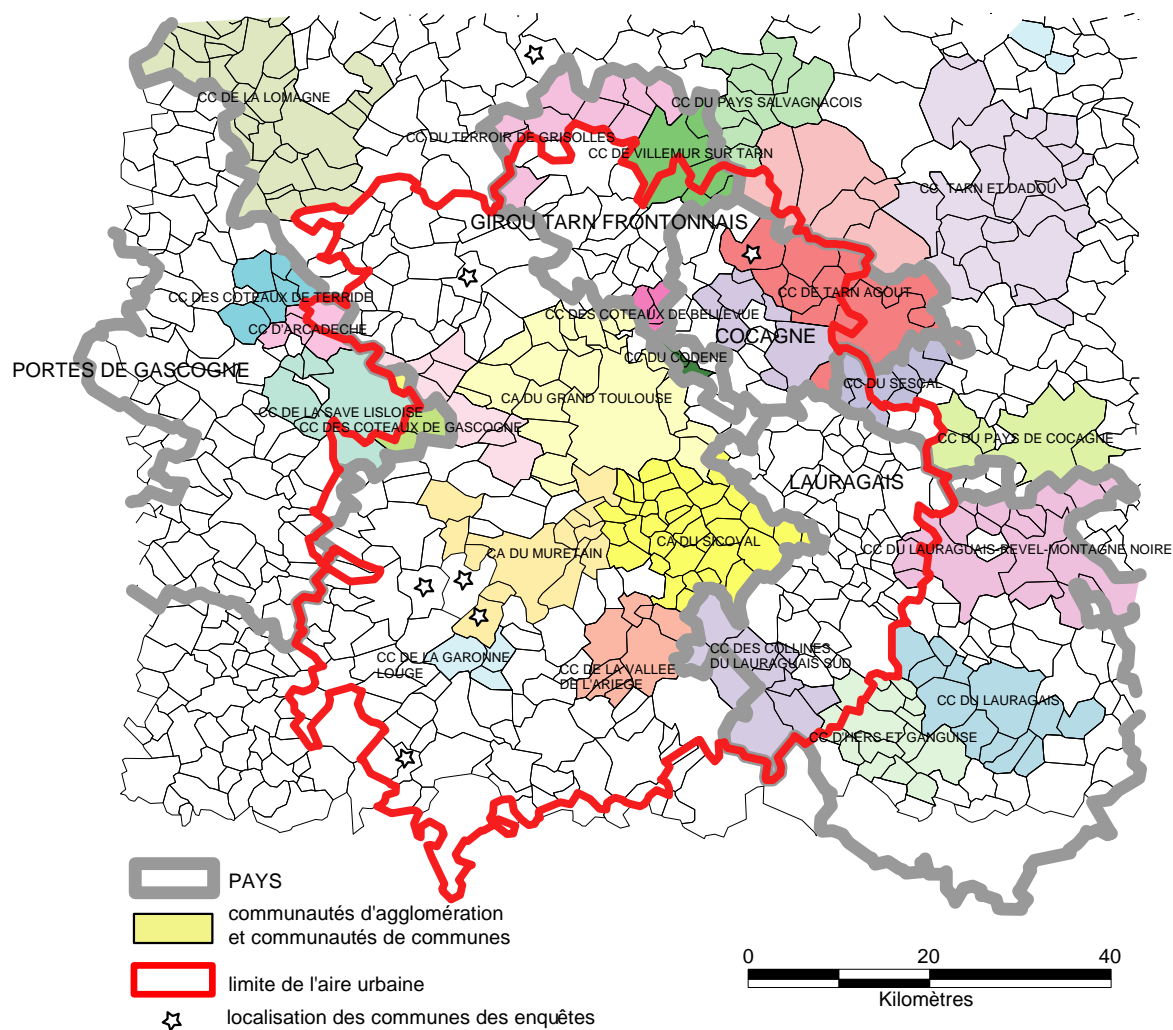 CC DE LA LOMAGNE
CC DU PAYS SALVAGNACOIS
CC DU TERROIR DE GRISOLLES
CC DE VILLEMUR SUR TARN
CC TARN ET DADOU
GIROU TARN FRONTONNAIS
CC DE TARN AGOUT
CC DES COTEAUX DE TERRIDE
CC DES COTEAUX DE BELLEVUE
CC D'ARCADECHE
COCAGNE
CC DU CODENE
PORTES DE GASCOGNE
CC DU SESCAL
CA DU GRAND TOULOUSE
CC DE LA SAVE LISLOISE
CC DES COTEAUX DE GASCOGNE
CC DU PAYS DE COCAGNE
LAURAGAIS
CA DU MURETAIN
CA DU SICOVAL
CC DU LAURAGUAIS-REVEL-MONTAGNE NOIRE
CC DE LA GARONNE
LOUGE
CC DE LA VALLEE
DE L'ARIEGE
CC DES COLLINES
DU LAURAGUAIS SUD
CC DU LAURAGAIS
CC D'HERS ET GANGUISE
PAYS
communautés d'agglomération
et communautés de communes
limite de l'aire urbaine
localisation des communes des enquêtes
0 20 40
Kilomètres